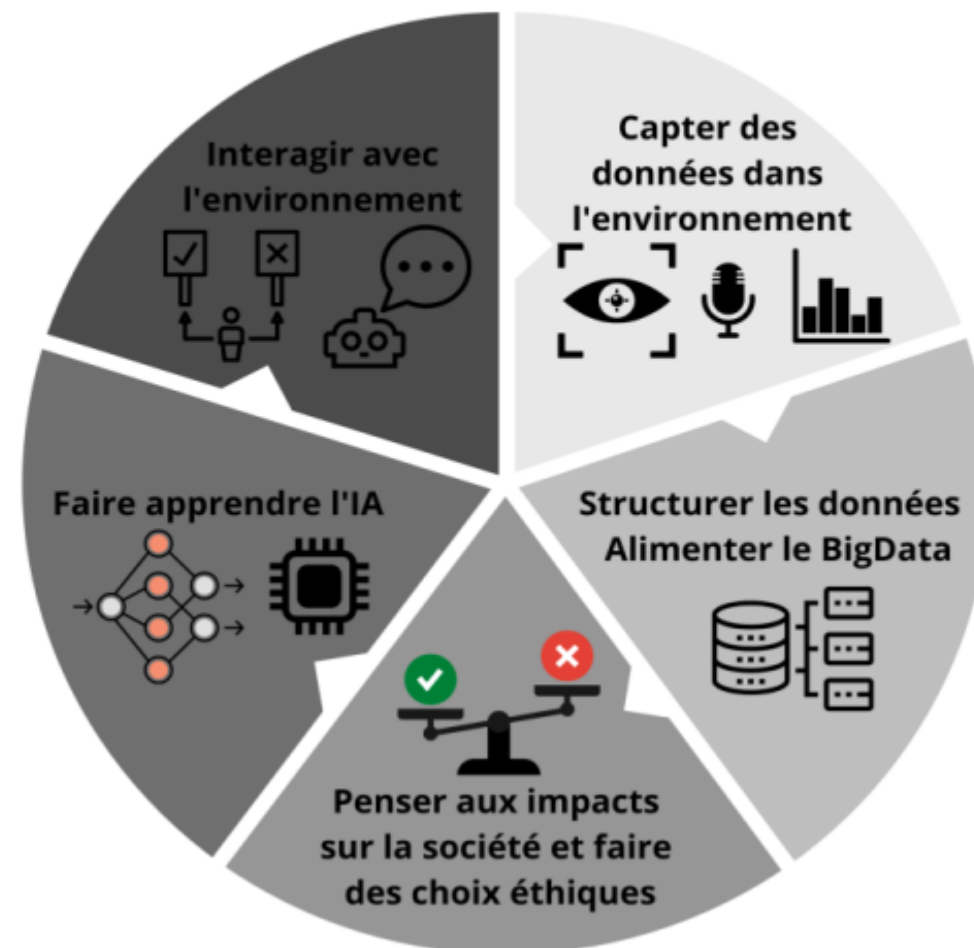 Interagir avec
l'environnement
Capter des
données dans
l'environnement
Faire apprendre l'IA
Structurer les données
Alimenter le BigData
Penser aux impacts
sur la société et faire
des choix éthiques